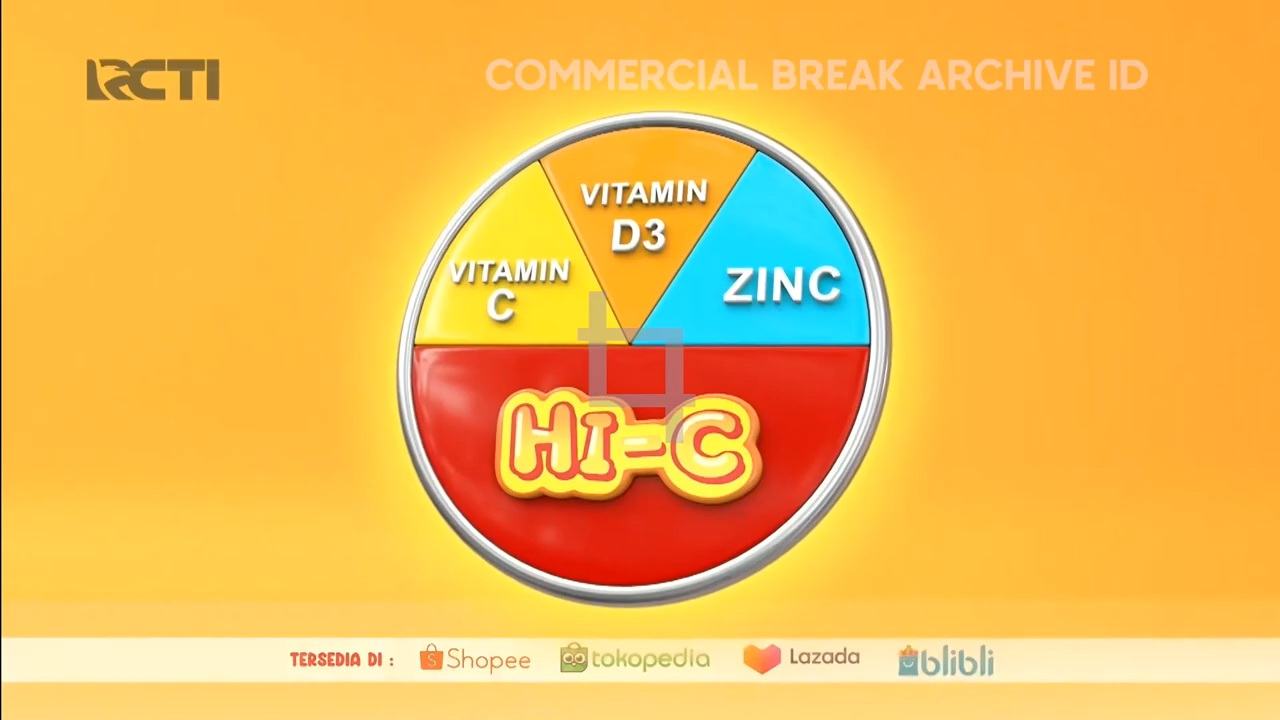 RCTI
COMMERCIAL BREAK ARCHIVE ID
VITAMIN
D3
VITAMIN
C
ZINC
HI-C
TERSEDIA DI : Shopee tokopedia Lazada blibli